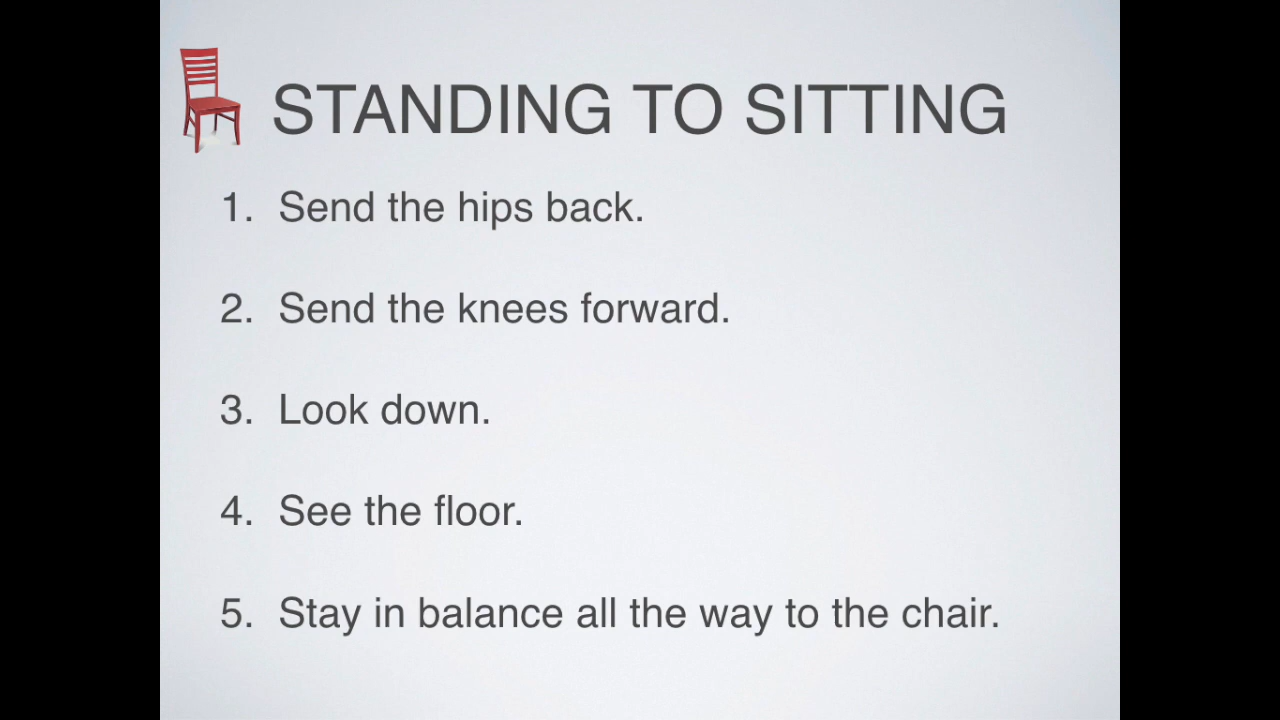 STANDING TO SITTING
1. Send the hips back.
2. Send the knees forward.
3. Look down.
4. See the floor.
5. Stay in balance all the way to the chair.